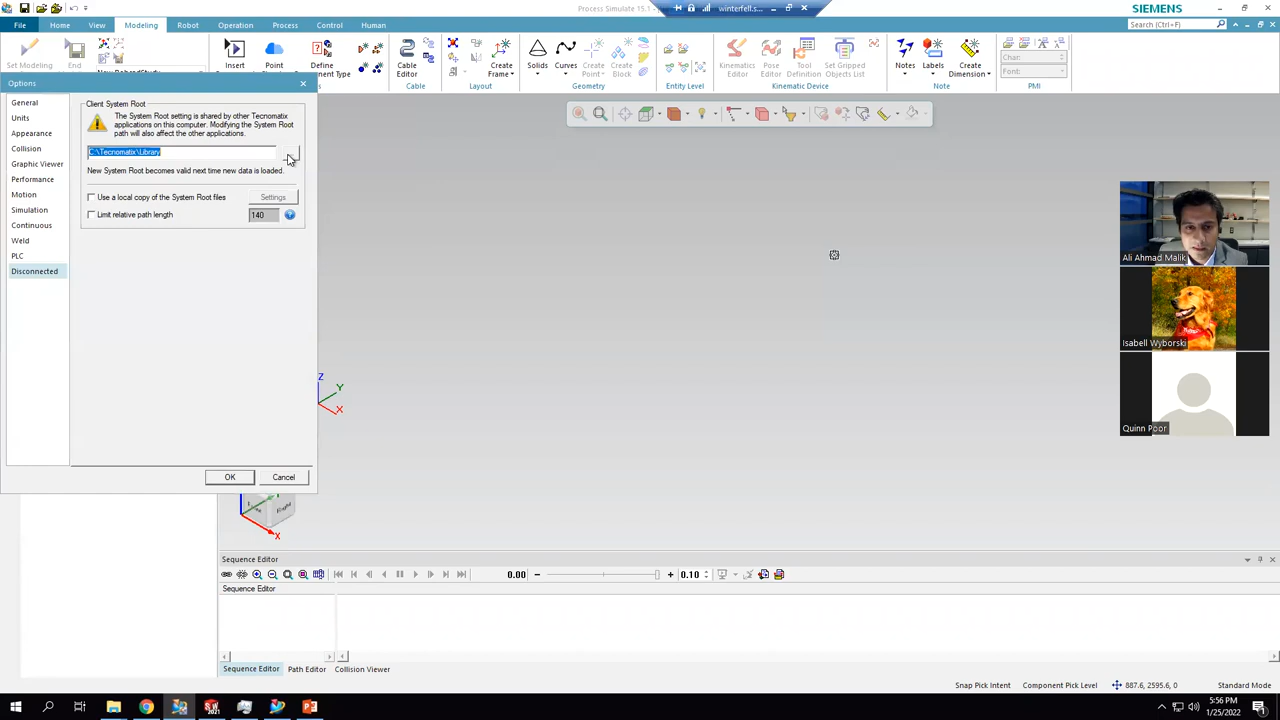 Process Simulate 15.1 -
winterfell.s...
SIEMENS
File Home View Modeling Robot Operation Process Simulation Control Human
Search (Ctrl+F)
Set Modeling
End
Insert
Point
Define
Cable
Editor
Create
Frame
Solids
Curves
Create
Point
Create
Block
Kinematics
Editor
Pose
Editor
Tool
Definition
Set Gripped
Objects List
Notes
Labels
Create
Dimension
Char:
Font:
Cable
Layout
Geometry
Entity Level
Kinematic Device
Note
PMI
Options
General
Units
Appearance
Collision
Graphic Viewer
Performance
Motion
Simulation
Continuous
Weld
PLC
Disconnected
Client System Root
The System Root setting is shared by other Tecnomatix
applications on this computer. Modifying the System Root
path will also affect the other applications.
C:\Tecnomatix\Library
New System Root becomes valid next time new data is loaded.
Use a local copy of the System Root files
Settings
Limit relative path length
140
OK
Cancel
Z
Y
X
Right
X
Ali Ahmad Malik
Isabell Wyborski
Quinn Poor
Sequence Editor
0.00
0.10
Sequence Editor
Sequence Editor Path Editor Collision Viewer
Snap Pick Intent
Component Pick Level
887.6, 2595.6, 0
Standard Mode
5:56 PM
1/25/2022